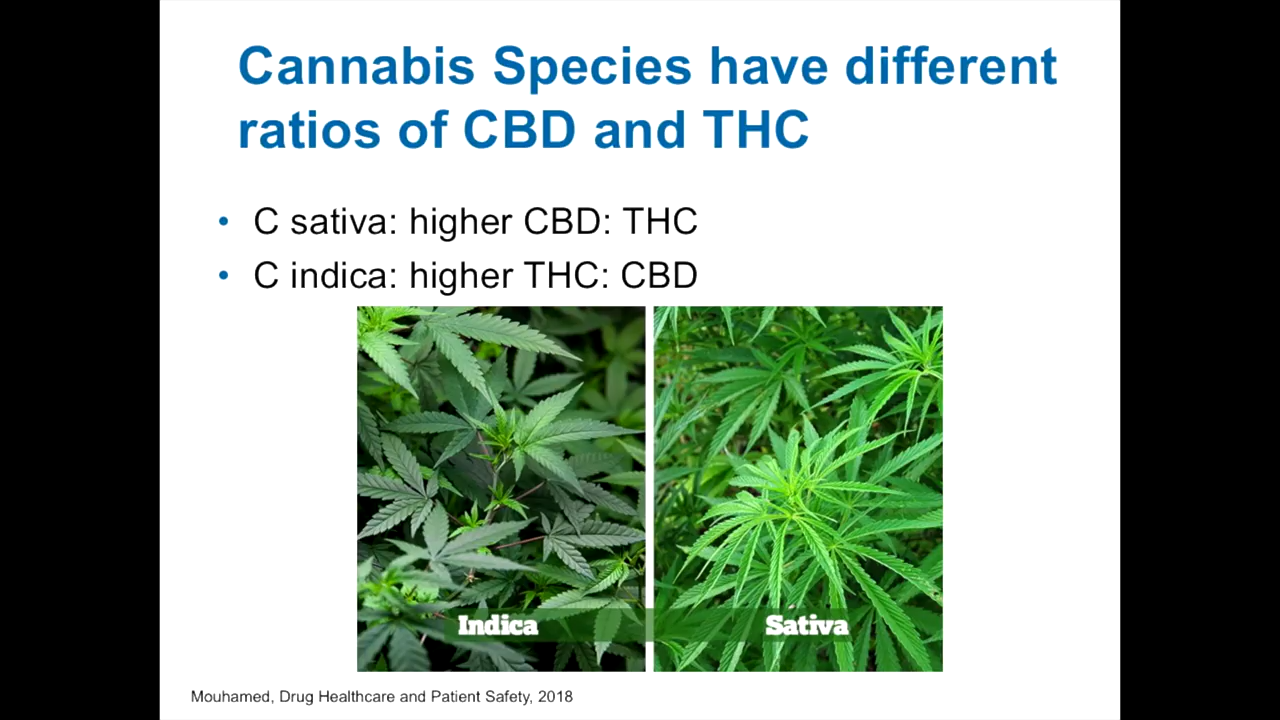 Cannabis Species have different
ratios of CBD and THC
• C sativa: higher CBD: THC
• C indica: higher THC: CBD
Indica
Sativa
Mouhamed, Drug Healthcare and Patient Safety, 2018